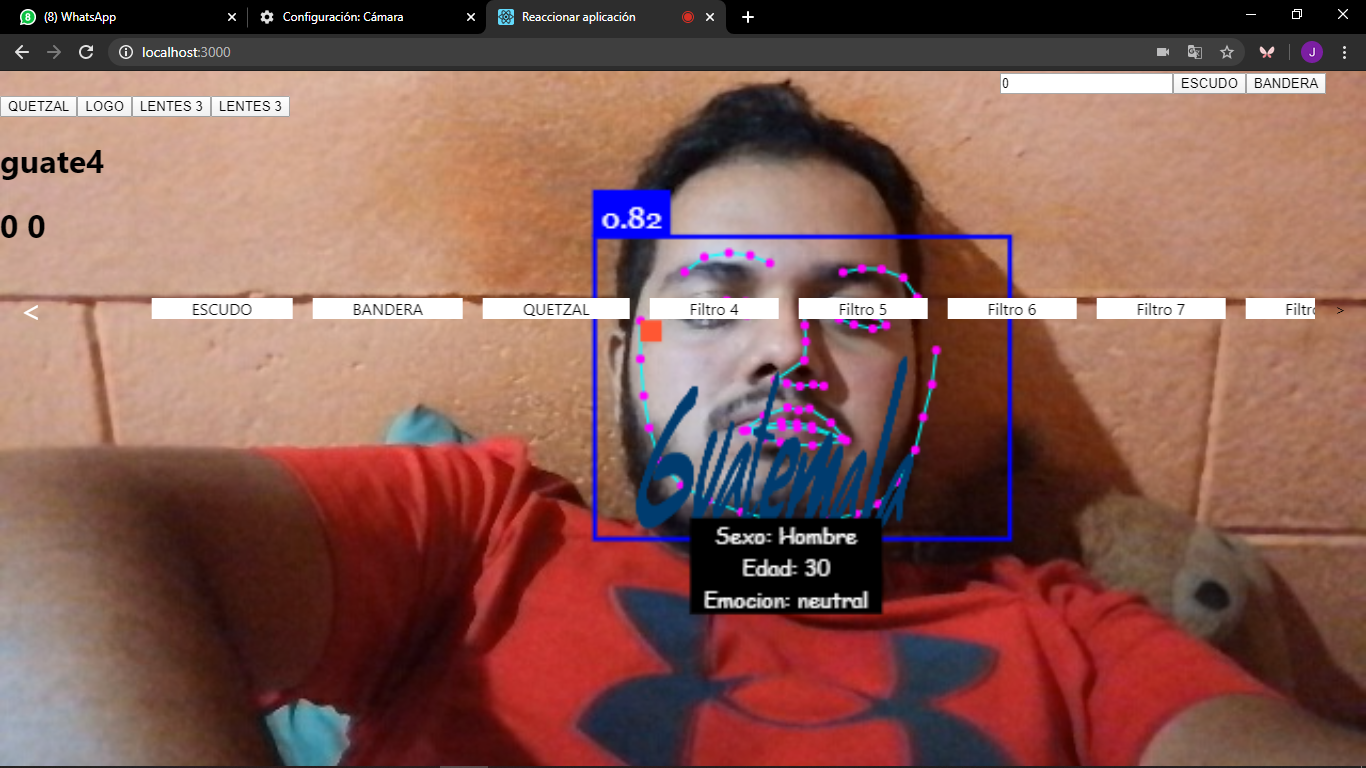 (8) WhatsApp
Configuración: Cámara
Reaccionar aplicación
localhost:3000
J
0 ESCUDO BANDERA
QUETZAL LOGO LENTES 3 LENTES 3
guate4
0 0
0.82
< ESCUDO BANDERA QUETZAL Filtro 4 Filtro 5 Filtro 6 Filtro 7 Filtr >
Guatemala
Sexo: Hombre
Edad: 30
Emocion: neutral